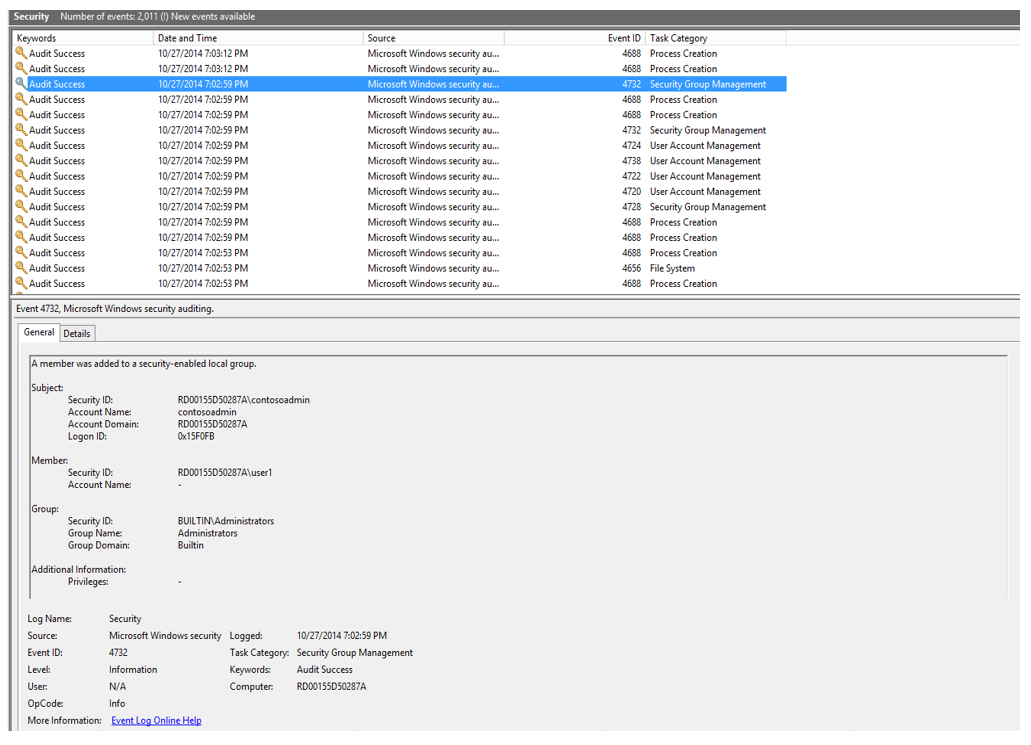 Security Number of events: 2,011 (!) New events available
Keywords Date and Time Source Event ID Task Category
Audit Success 10/27/2014 7:03:12 PM Microsoft Windows security au... 4688 Process Creation
Audit Success 10/27/2014 7:03:12 PM Microsoft Windows security au... 4688 Process Creation
Audit Success 10/27/2014 7:02:59 PM Microsoft Windows security au... 4732 Security Group Management
Audit Success 10/27/2014 7:02:59 PM Microsoft Windows security au... 4688 Process Creation
Audit Success 10/27/2014 7:02:59 PM Microsoft Windows security au... 4688 Process Creation
Audit Success 10/27/2014 7:02:59 PM Microsoft Windows security au... 4732 Security Group Management
Audit Success 10/27/2014 7:02:59 PM Microsoft Windows security au... 4724 User Account Management
Audit Success 10/27/2014 7:02:59 PM Microsoft Windows security au... 4738 User Account Management
Audit Success 10/27/2014 7:02:59 PM Microsoft Windows security au... 4722 User Account Management
Audit Success 10/27/2014 7:02:59 PM Microsoft Windows security au... 4720 User Account Management
Audit Success 10/27/2014 7:02:59 PM Microsoft Windows security au... 4728 Security Group Management
Audit Success 10/27/2014 7:02:59 PM Microsoft Windows security au... 4688 Process Creation
Audit Success 10/27/2014 7:02:59 PM Microsoft Windows security au... 4688 Process Creation
Audit Success 10/27/2014 7:02:53 PM Microsoft Windows security au... 4688 Process Creation
Audit Success 10/27/2014 7:02:53 PM Microsoft Windows security au... 4656 File System
Audit Success 10/27/2014 7:02:53 PM Microsoft Windows security au... 4688 Process Creation
Event 4732, Microsoft Windows security auditing.
General Details
A member was added to a security-enabled local group.
Subject:
Security ID: RD00155D50287A\contosoadmin
Account Name: contosoadmin
Account Domain: RD00155D50287A
Logon ID: 0x15F0FB
Member:
Security ID: RD00155D50287A\user1
Account Name: -
Group:
Security ID: BUILTIN\Administrators
Group Name: Administrators
Group Domain: Builtin
Additional Information:
Privileges: -
Log Name: Security
Source: Microsoft Windows security Logged: 10/27/2014 7:02:59 PM
Event ID: 4732 Task Category: Security Group Management
Level: Information Keywords: Audit Success
User: N/A Computer: RD00155D50287A
OpCode: Info
More Information: Event Log Online Help